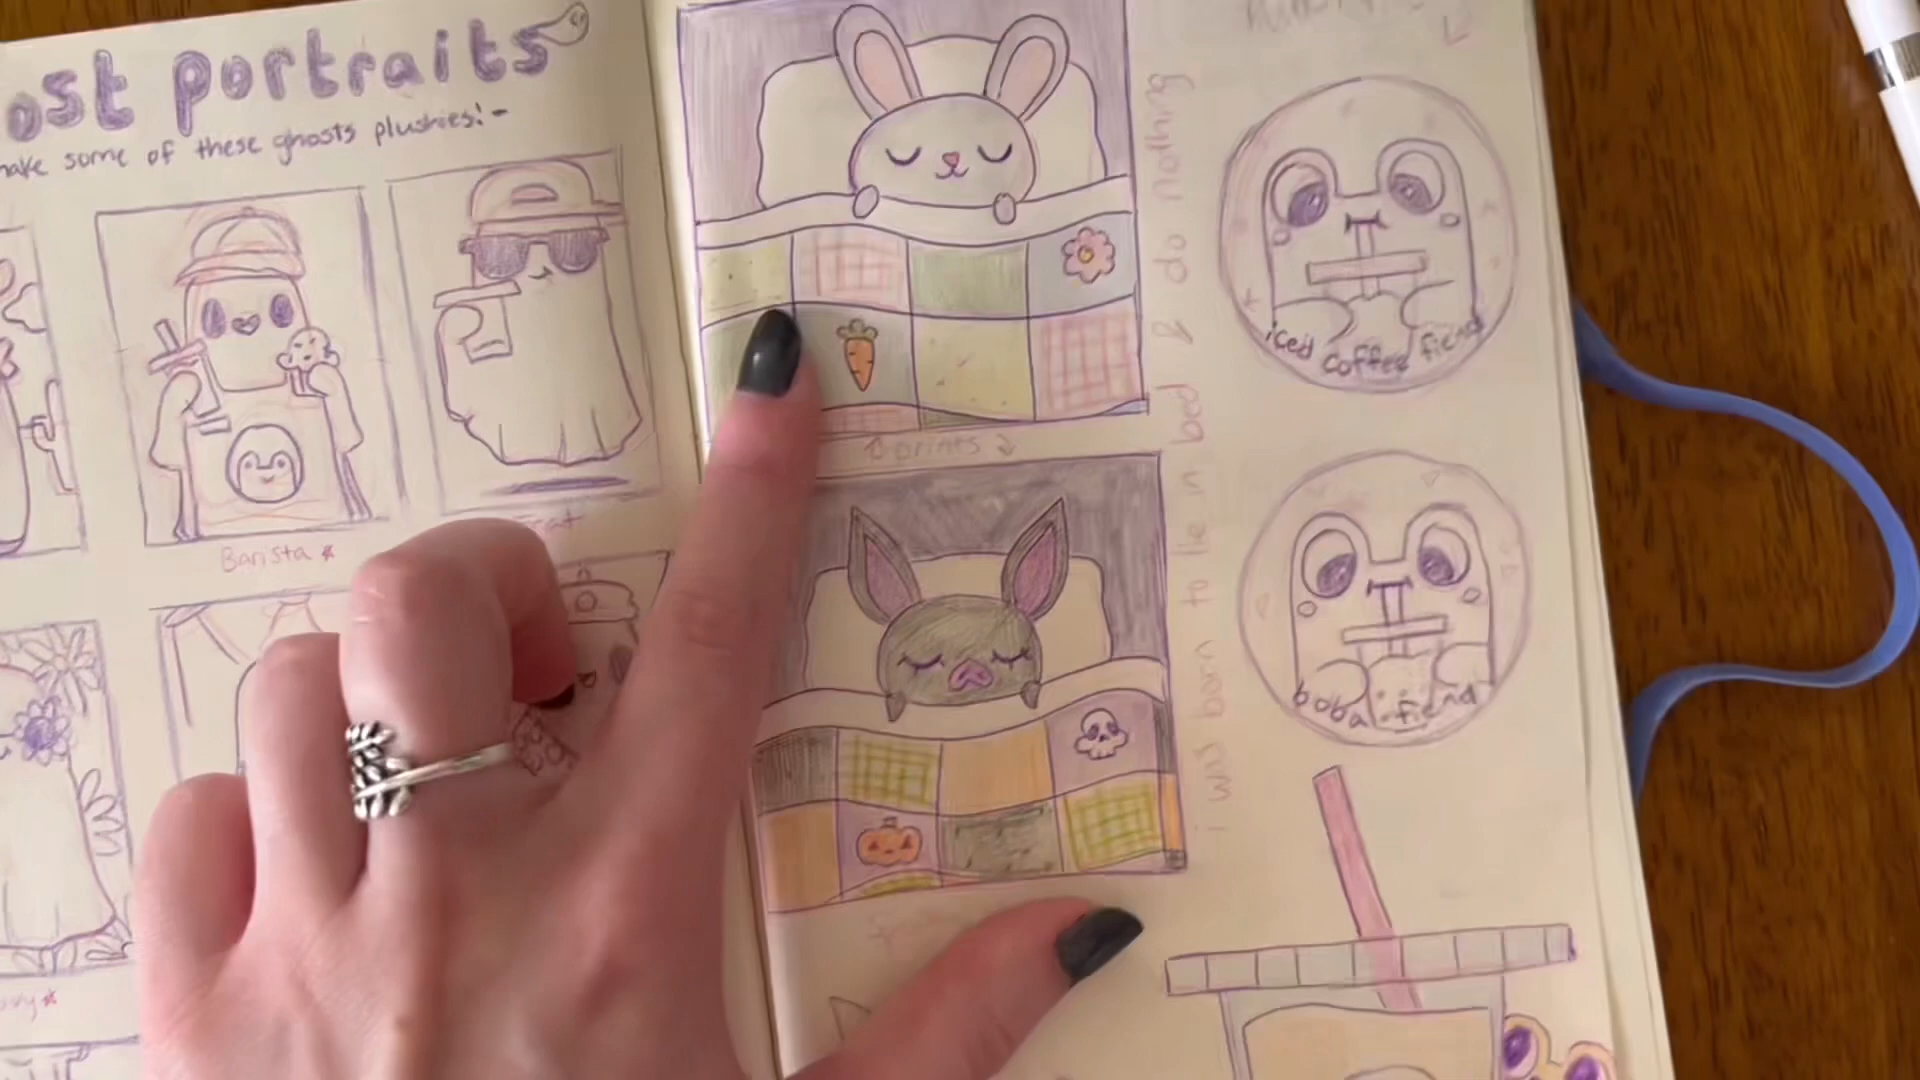 ost portraits
make some of these ghosts plushies!-
Barista
prints
i was born to lie in bed & do nothing
iced coffee fiend
boba fiend